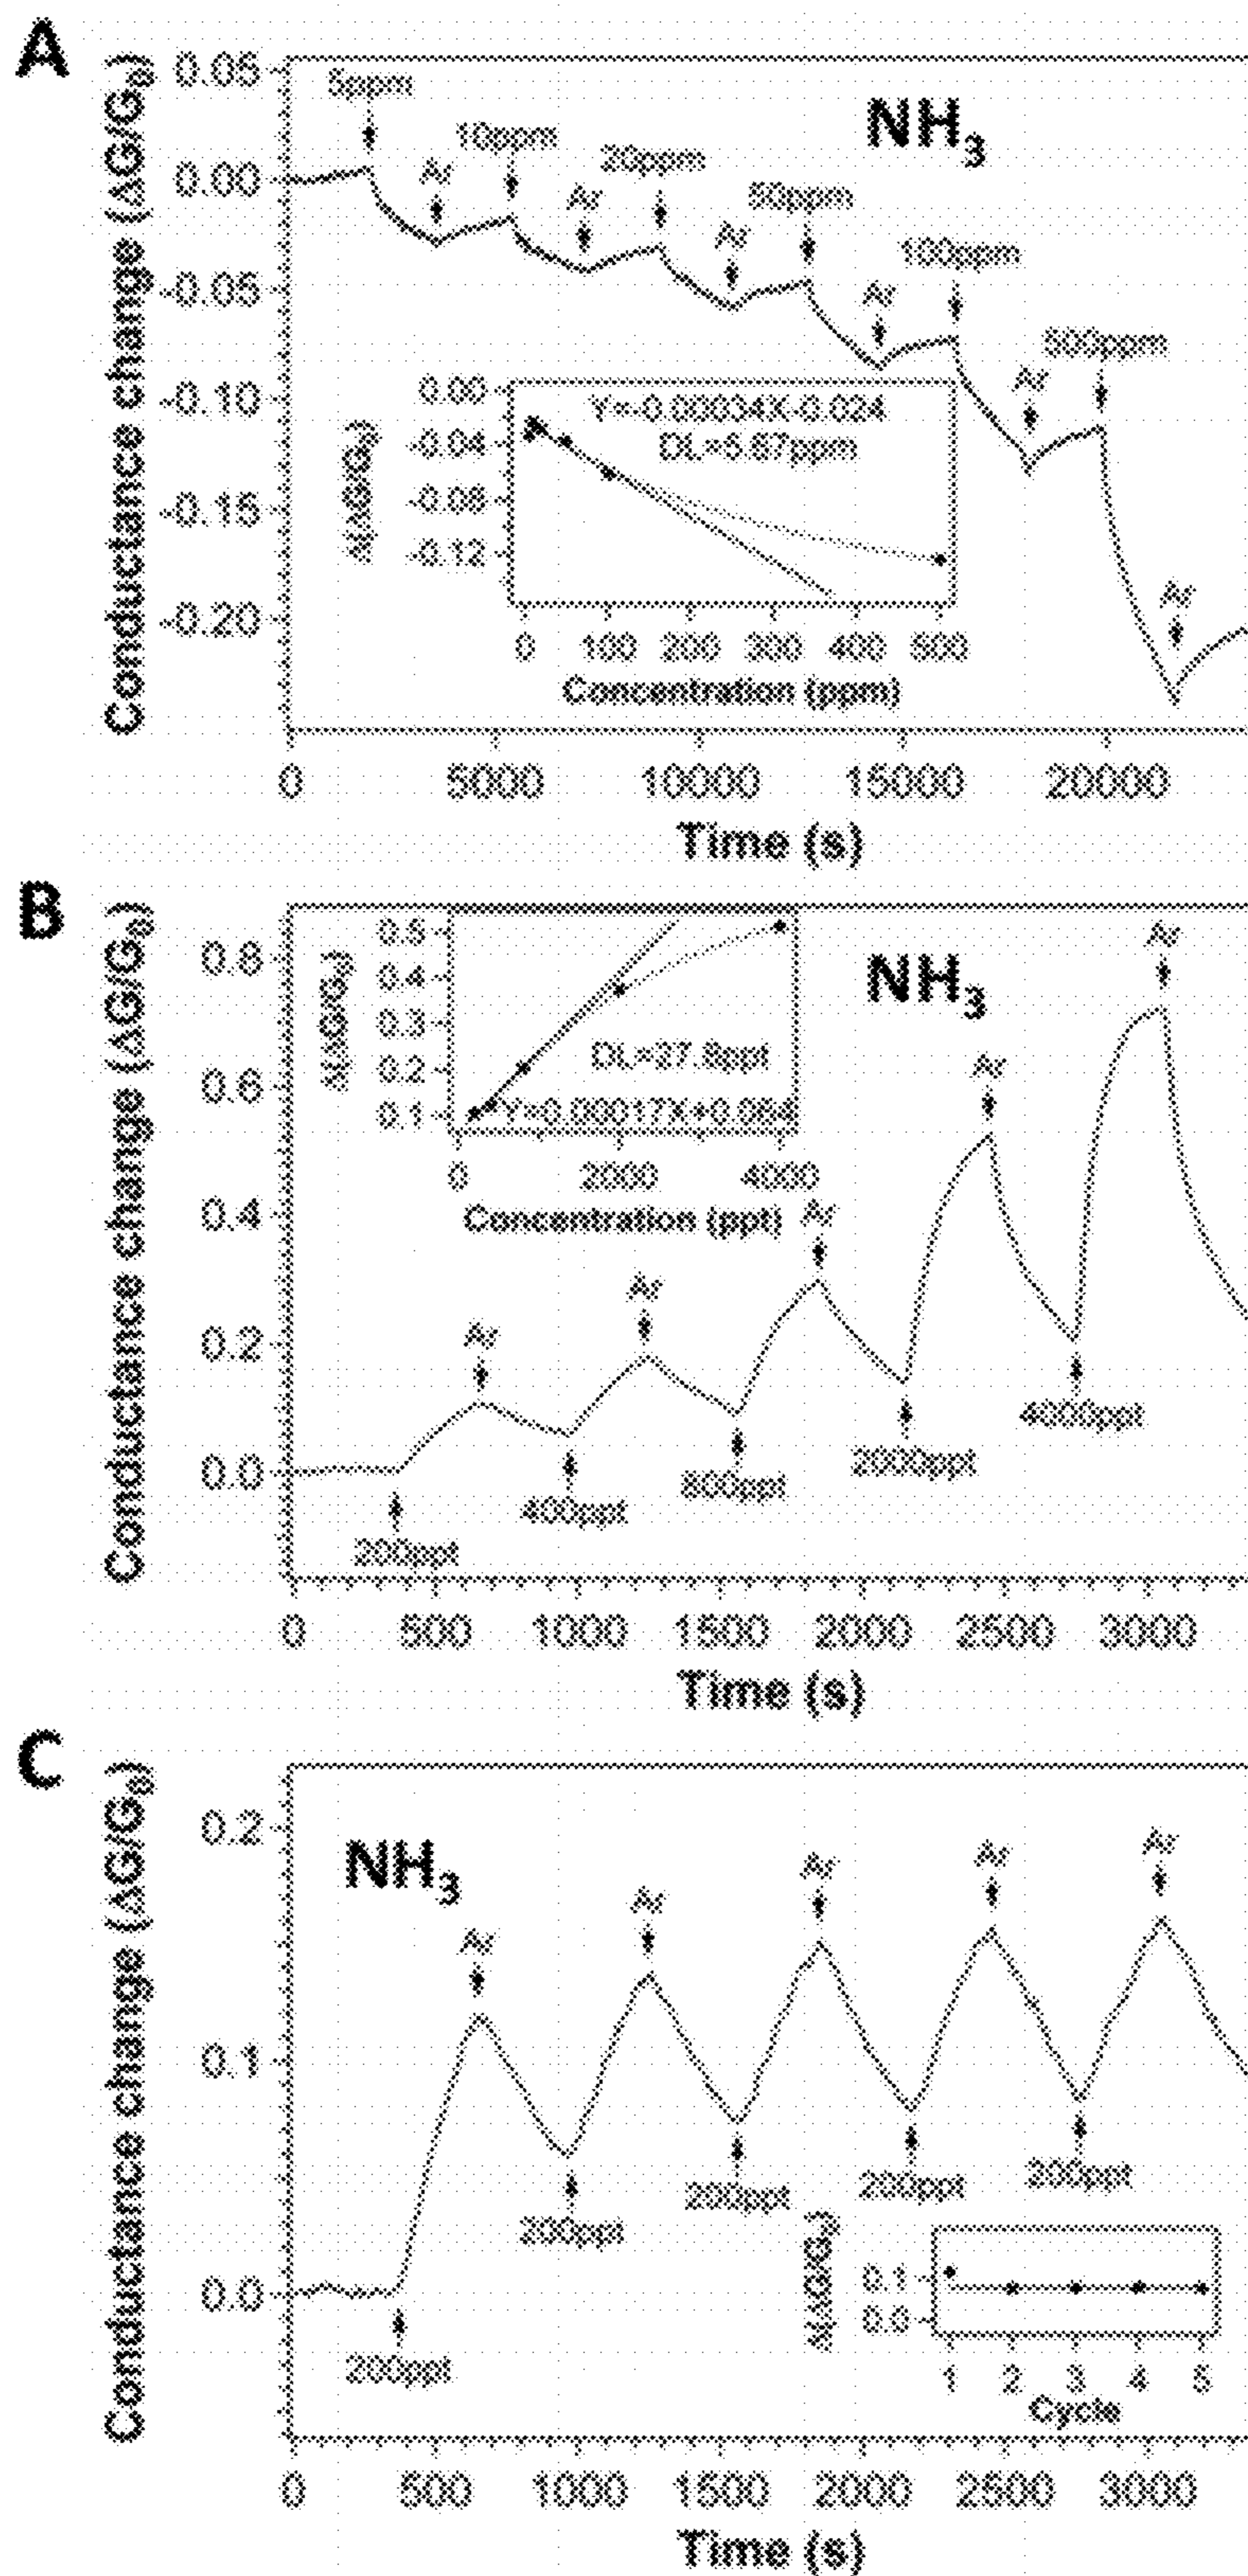 A
Conductance change (ΔG/G0)
0.05
0.00
-0.05
-0.10
-0.15
-0.20
5ppm
Ar
10ppm
Ar
20ppm
Ar
50ppm
Ar
100ppm
Ar
500ppm
Ar
NH3
Δ(ΔG/G0)
0.00
-0.04
-0.08
-0.12
Y=-0.00034X-0.024
DL=5.67ppm
0 100 200 300 400 500
Concentration (ppm)
0 5000 10000 15000 20000
Time (s)
B
Conductance change (ΔG/G0)
0.8
0.6
0.4
0.2
0.0
Δ(ΔG/G0)
0.5
0.4
0.3
0.2
0.1
DL=27.8ppt
Y=0.00017X+0.084
0 2000 4000
Concentration (ppt)
NH3
200ppt
Ar
400ppt
Ar
800ppt
Ar
2000ppt
Ar
4000ppt
Ar
0 500 1000 1500 2000 2500 3000
Time (s)
C
Conductance change (ΔG/G0)
0.2
0.1
0.0
NH3
200ppt
Ar
200ppt
Ar
200ppt
Ar
200ppt
Ar
200ppt
Ar
Δ(ΔG/G0)
0.1
0.0
1 2 3 4 5
Cycle
0 500 1000 1500 2000 2500 3000
Time (s)